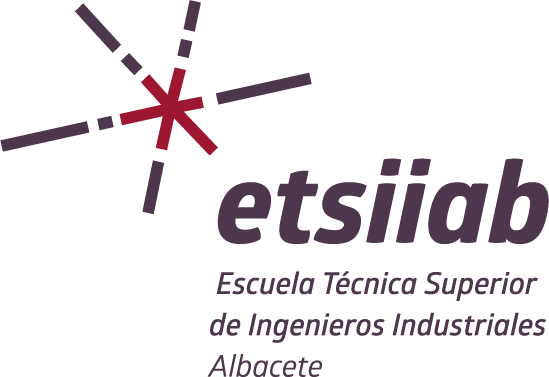 etsiiab
Escuela Técnica Superior
de Ingenieros Industriales
Albacete